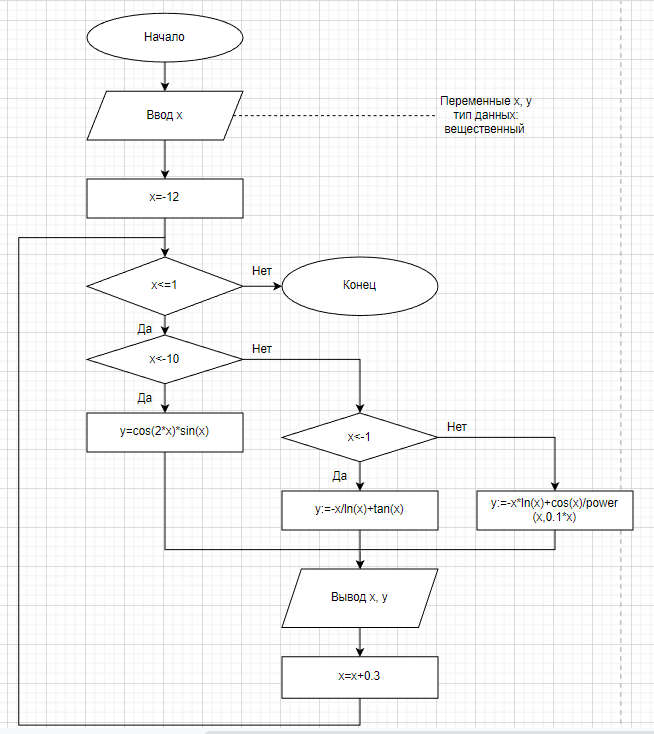 Начало
Ввод x
Переменные x, y
тип данных:
вещественный
x=-12
x<=1
Нет
Конец
Да
x<-10
Нет
Да
y=cos(2*x)*sin(x)
x<-1
Нет
Да
y:=-x/ln(x)+tan(x)
y:=-x*ln(x)+cos(x)/power
(x,0.1*x)
Вывод x, y
x=x+0.3